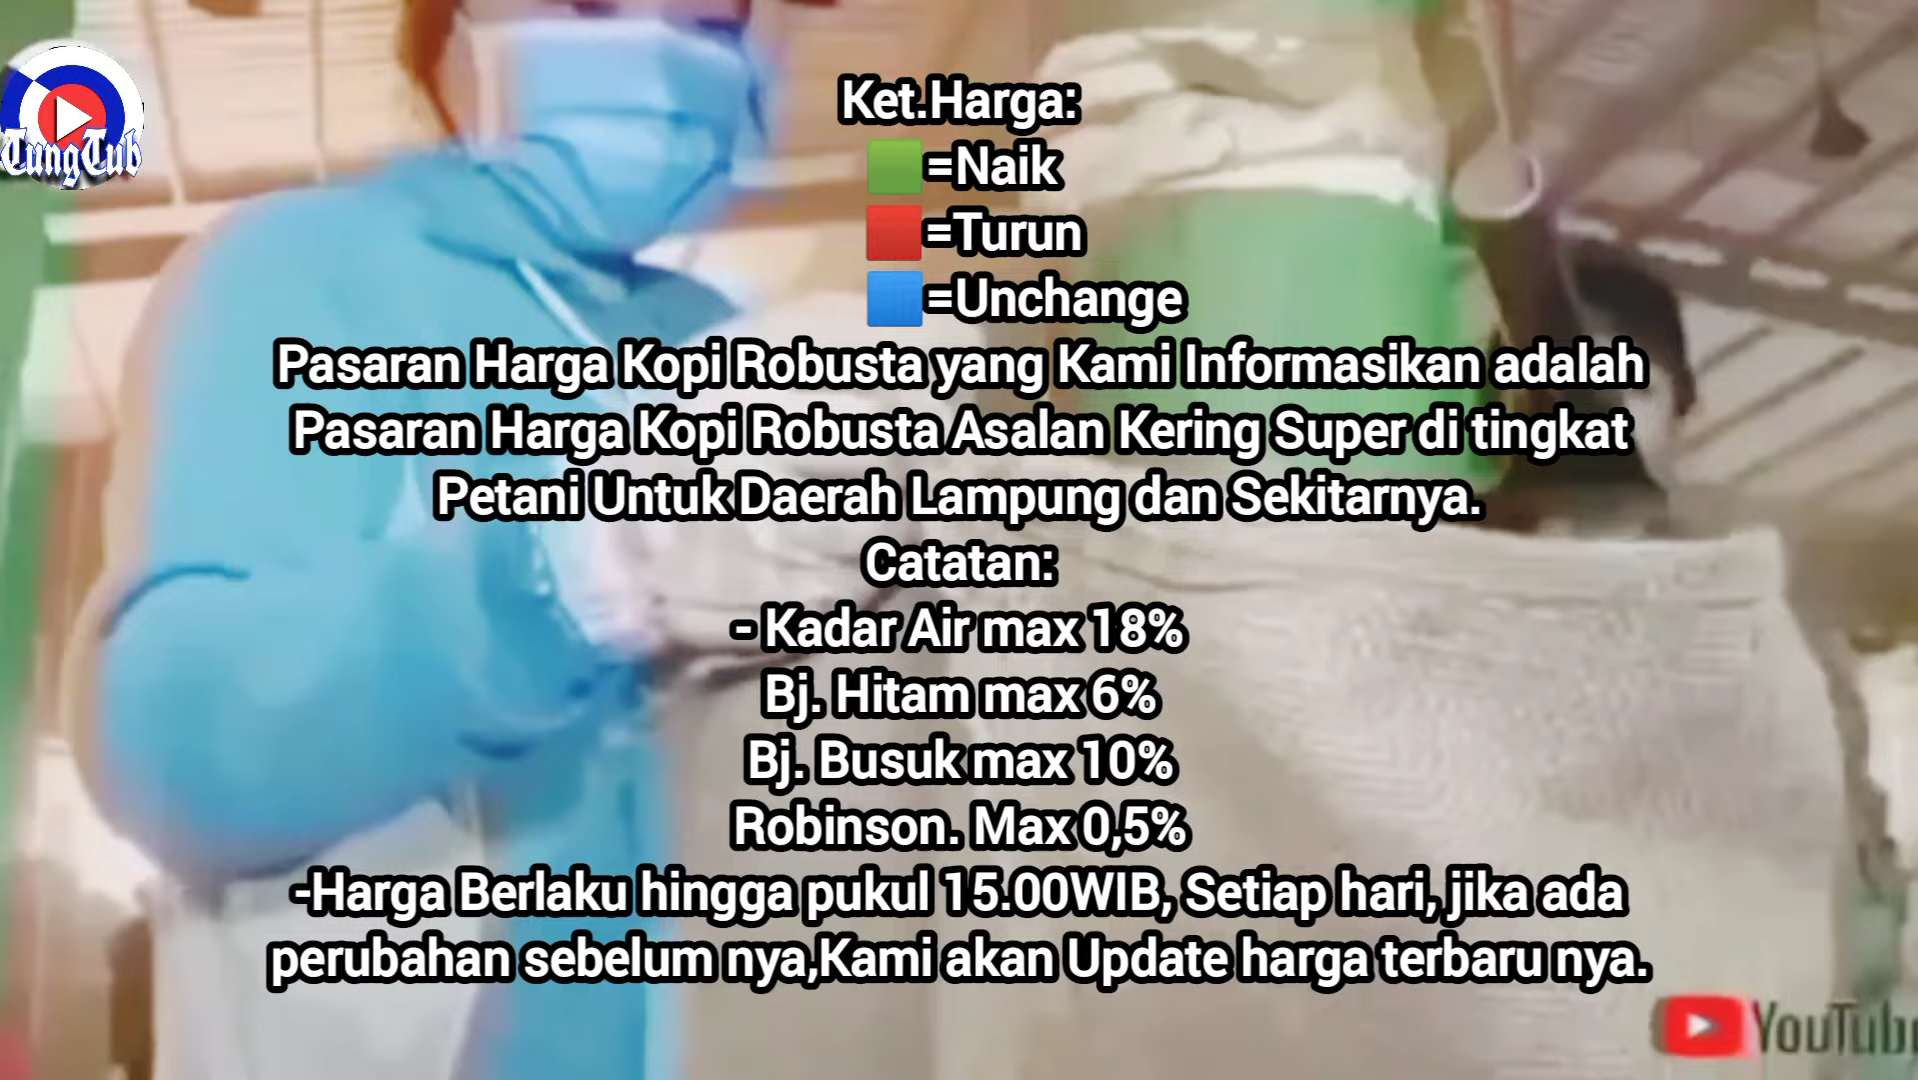 TungTub
Ket.Harga:
🟩=Naik
🟥=Turun
🟦=Unchange
Pasaran Harga Kopi Robusta yang Kami Informasikan adalah
Pasaran Harga Kopi Robusta Asalan Kering Super di tingkat
Petani Untuk Daerah Lampung dan Sekitarnya.
Catatan:
- Kadar Air max 18%
Bj. Hitam max 6%
Bj. Busuk max 10%
Robinson. Max 0,5%
-Harga Berlaku hingga pukul 15.00WIB, Setiap hari, jika ada
perubahan sebelum nya,Kami akan Update harga terbaru nya.
YouTube